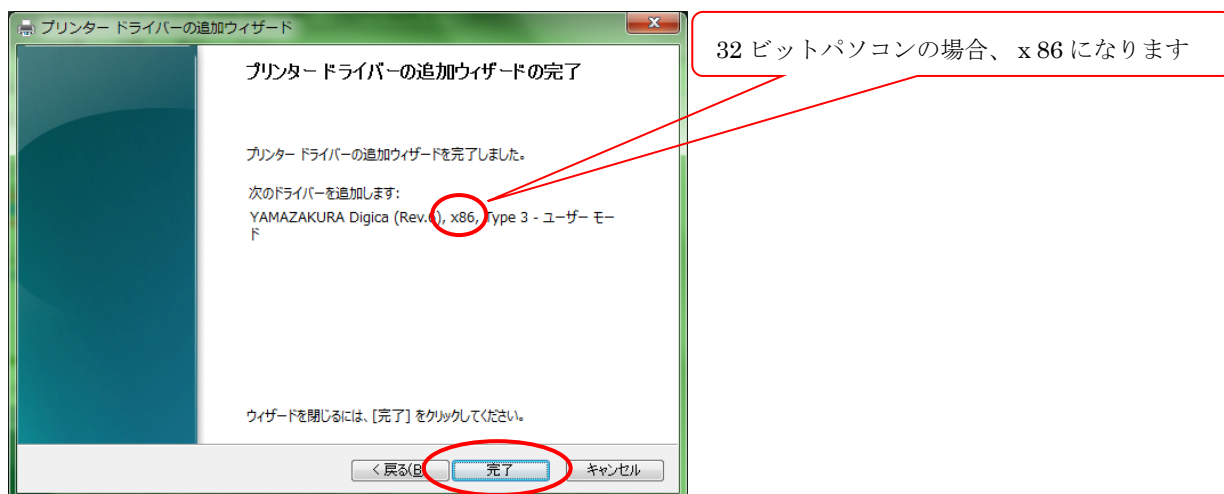 プリンター ドライバーの追加ウィザード
32 ビットパソコンの場合、x 86 になります
プリンター ドライバーの追加ウィザードの完了
プリンター ドライバーの追加ウィザードを完了しました。
次のドライバーを追加します:
YAMAZAKURA Digica (Rev.6), x86, Type 3 - ユーザー モー
ド
ウィザードを閉じるには、[完了] をクリックしてください。
< 戻る(B 完了 キャンセル